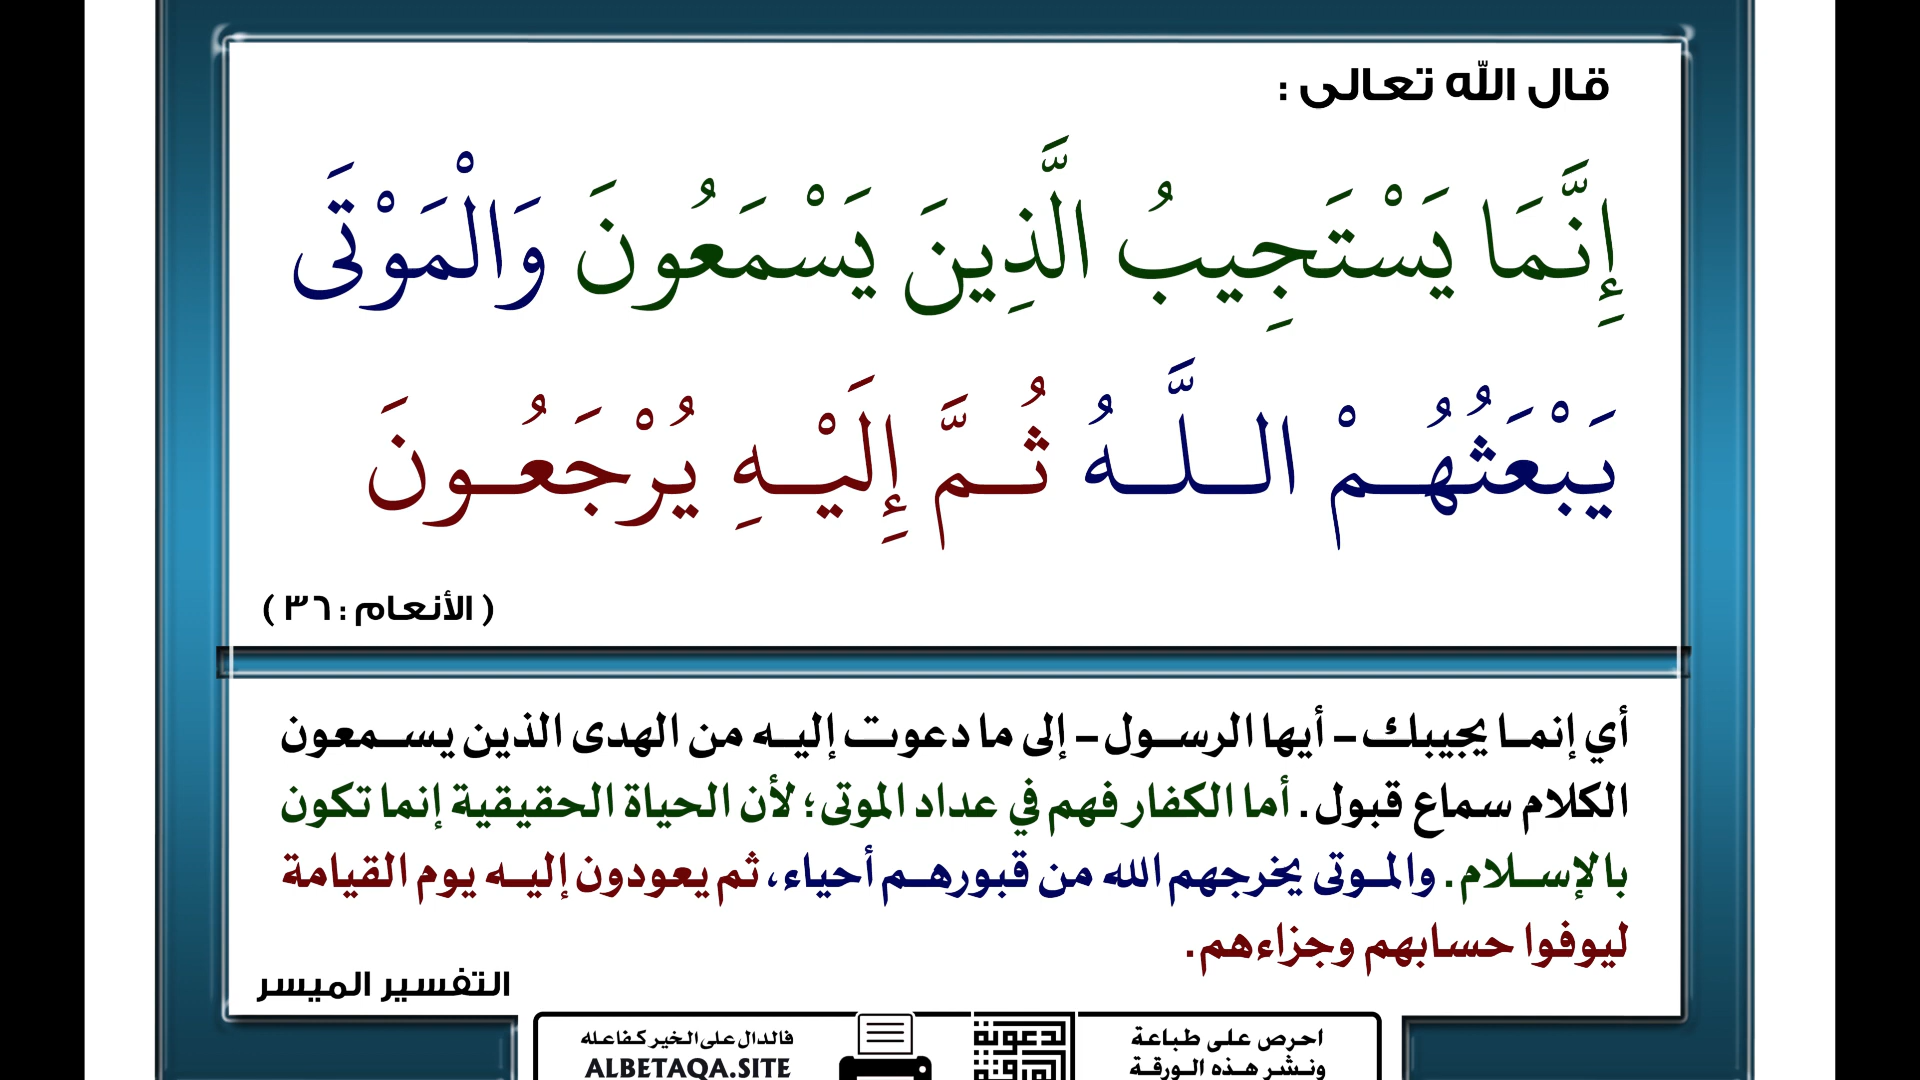 قال الله تعالى :
إِنَّمَا يَسْتَجِيبُ الَّذِينَ يَسْمَعُونَ وَالْمَوْتَى
يَبْعَثُهُمْ اللَّهُ ثُمَّ إِلَيْهِ يُرْجَعُونَ
( الأنعام : ٣٦ )
أي إنما يجيبك - أيها الرسول - إلى ما دعوت إليه من الهدى الذين يسمعون
الكلام سماع قبول. أما الكفار فهم في عداد الموتى؛ لأن الحياة الحقيقية إنما تكون
بالإسلام. والموتى يخرجهم الله من قبورهم أحياء، ثم يعودون إليه يوم القيامة
ليوفوا حسابهم وجزاءهم.
التفسير الميسر
احرص على طباعة
ونشر هذه الورقة
الدعوية
الورقة
فالدال على الخير كفاعله
ALBETAQA.SITE